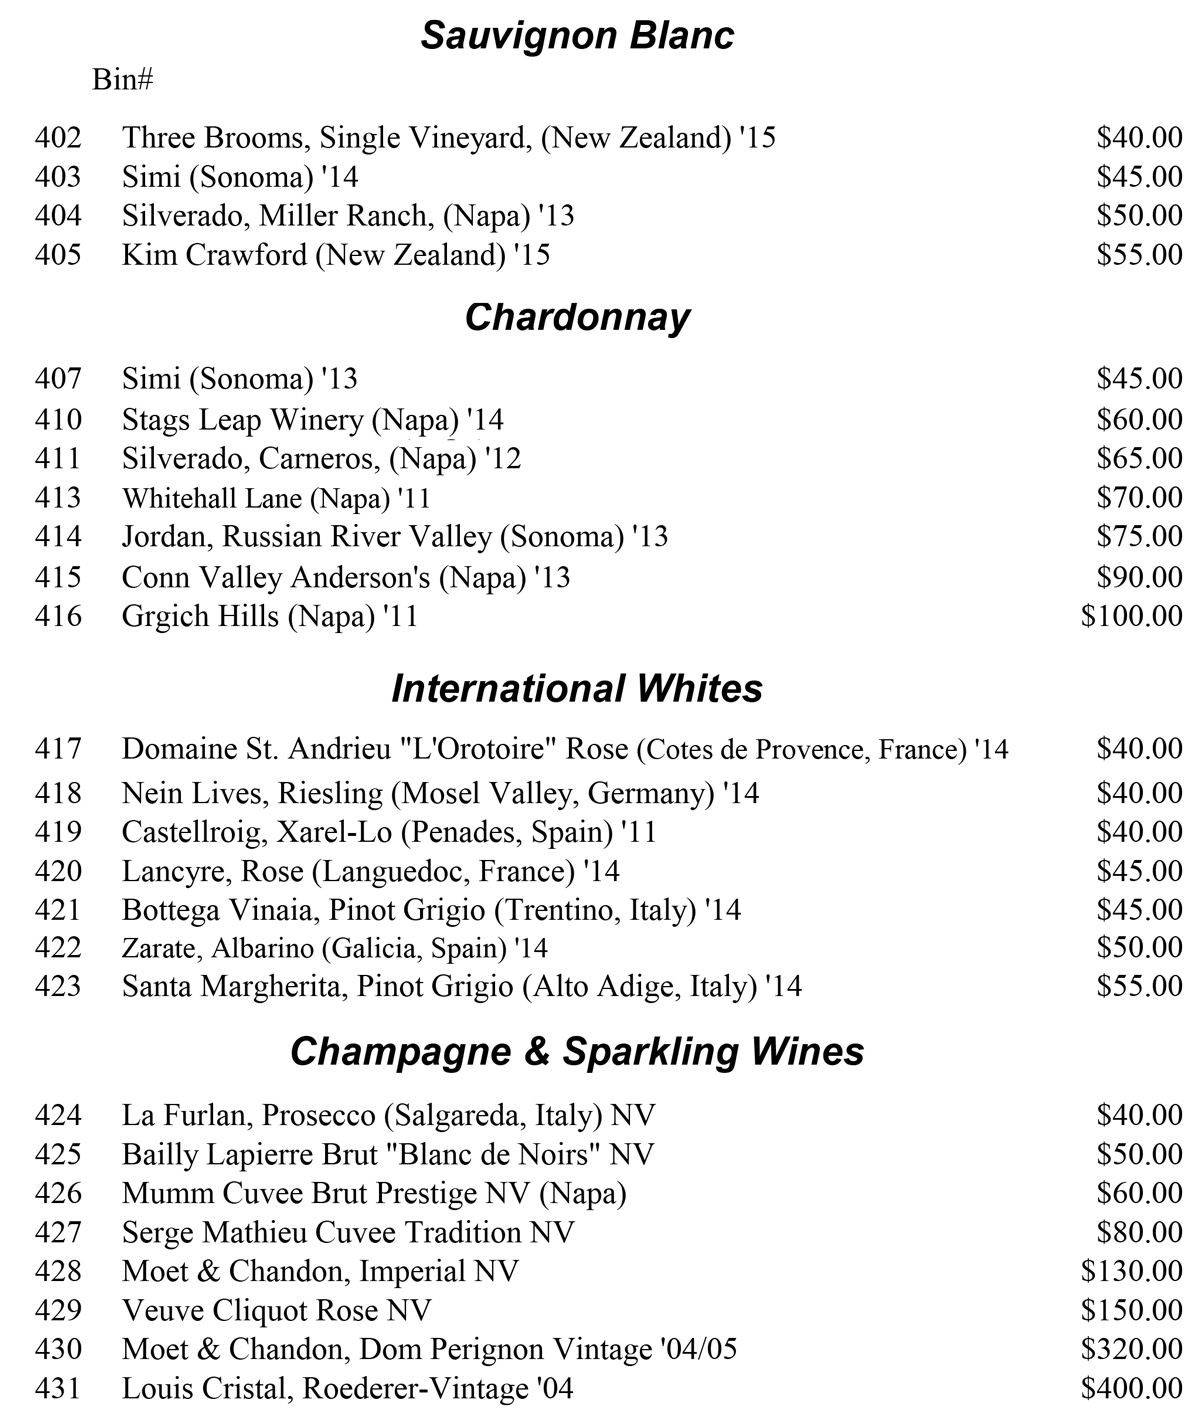 Sauvignon Blanc
Bin#
402 Three Brooms, Single Vineyard, (New Zealand) '15 $40.00
403 Simi (Sonoma) '14 $45.00
404 Silverado, Miller Ranch, (Napa) '13 $50.00
405 Kim Crawford (New Zealand) '15 $55.00
Chardonnay
407 Simi (Sonoma) '13 $45.00
410 Stags Leap Winery (Napa) '14 $60.00
411 Silverado, Carneros, (Napa) '12 $65.00
413 Whitehall Lane (Napa) '11 $70.00
414 Jordan, Russian River Valley (Sonoma) '13 $75.00
415 Conn Valley Anderson's (Napa) '13 $90.00
416 Grgich Hills (Napa) '11 $100.00
International Whites
417 Domaine St. Andrieu "L'Orotoire" Rose (Cotes de Provence, France) '14 $40.00
418 Nein Lives, Riesling (Mosel Valley, Germany) '14 $40.00
419 Castellroig, Xarel-Lo (Penades, Spain) '11 $40.00
420 Lancyre, Rose (Languedoc, France) '14 $45.00
421 Bottega Vinaia, Pinot Grigio (Trentino, Italy) '14 $45.00
422 Zarate, Albarino (Galicia, Spain) '14 $50.00
423 Santa Margherita, Pinot Grigio (Alto Adige, Italy) '14 $55.00
Champagne & Sparkling Wines
424 La Furlan, Prosecco (Salgareda, Italy) NV $40.00
425 Bailly Lapierre Brut "Blanc de Noirs" NV $50.00
426 Mumm Cuvee Brut Prestige NV (Napa) $60.00
427 Serge Mathieu Cuvee Tradition NV $80.00
428 Moet & Chandon, Imperial NV $130.00
429 Veuve Cliquot Rose NV $150.00
430 Moet & Chandon, Dom Perignon Vintage '04/05 $320.00
431 Louis Cristal, Roederer-Vintage '04 $400.00